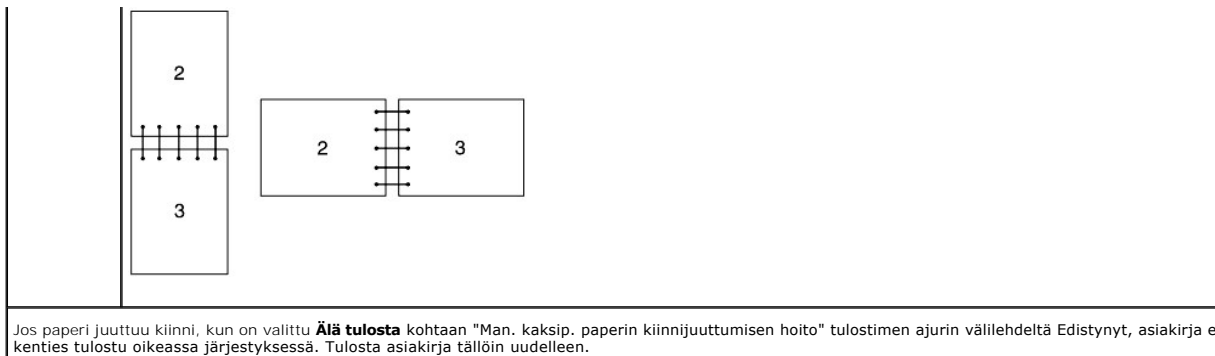 2
2 3
3
Jos paperi juuttuu kiinni, kun on valittu Älä tulosta kohtaan "Man. kaksip. paperin kiinnijuuttumisen hoito" tulostimen ajurin välilehdeltä Edistynyt, asiakirja e
kenties tulostu oikeassa järjestyksessä. Tulosta asiakirja tällöin uudelleen.